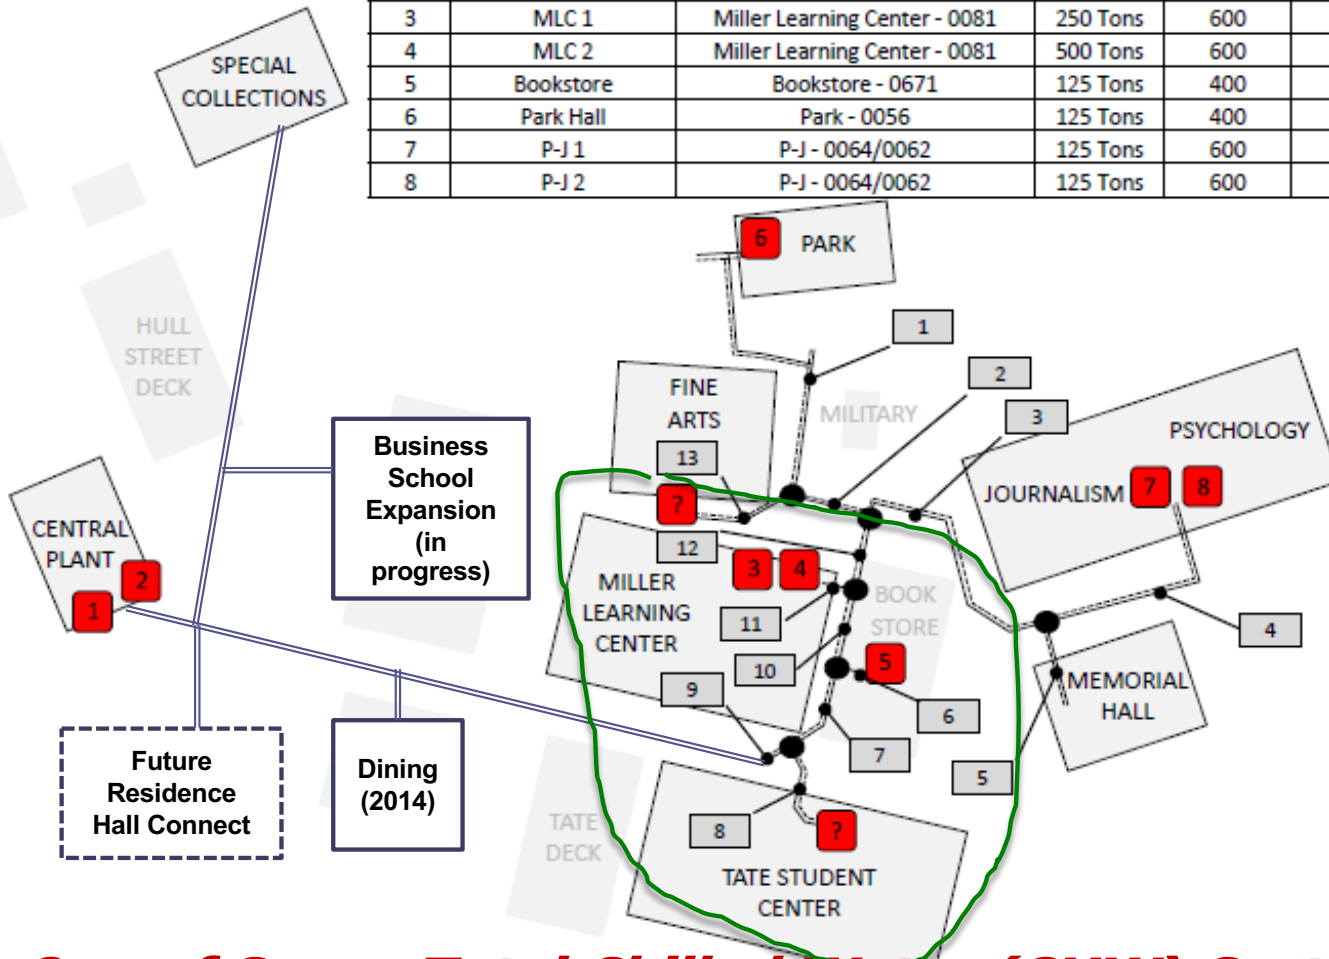 3 MLC 1 Miller Learning Center - 0081 250 Tons 600
4 MLC 2 Miller Learning Center - 0081 500 Tons 600
5 Bookstore Bookstore - 0671 125 Tons 400
6 Park Hall Park - 0056 125 Tons 400
7 P-J 1 P-J - 0064/0062 125 Tons 600
8 P-J 2 P-J - 0064/0062 125 Tons 600
SPECIAL
COLLECTIONS
6 PARK
HULL
STREET
DECK
1
2
3
FINE
ARTS
MILITARY
13
?
PSYCHOLOGY
JOURNALISM 7 8
Business
School
Expansion
(in
progress)
CENTRAL
PLANT
1
2
12
3 4
MILLER
LEARNING
CENTER
11
10
9
BOOK
STORE
5
6
7
4
MEMORIAL
HALL
5
Future
Residence
Hall Connect
Dining
(2014)
TATE
DECK
8
?
TATE STUDENT
CENTER